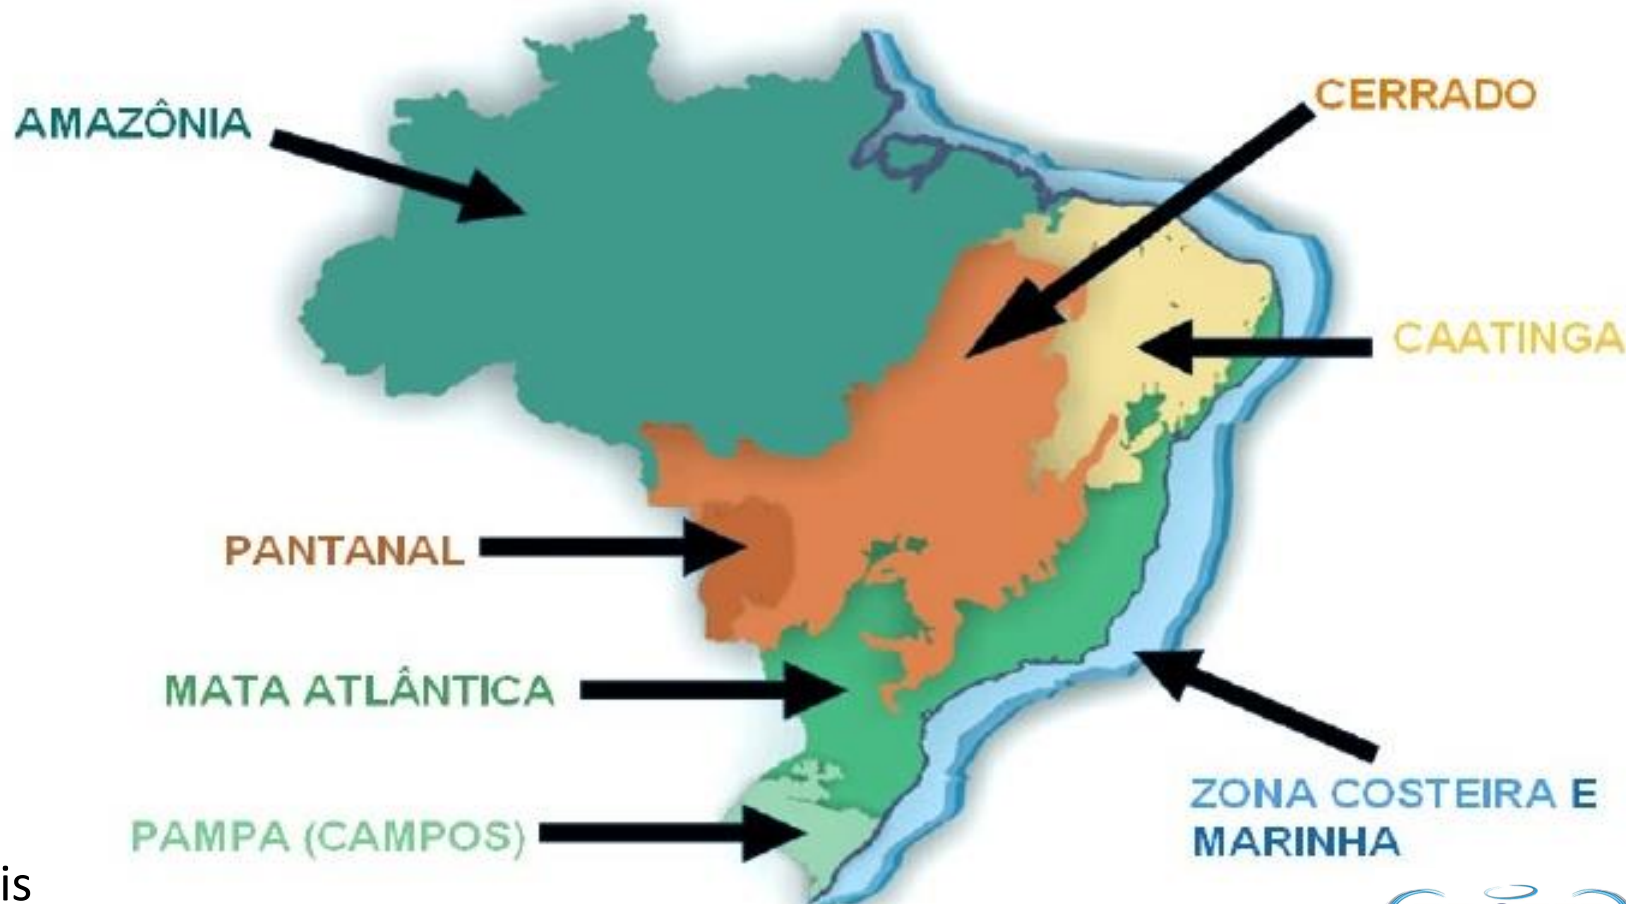 AMAZÔNIA
CERRADO
CAATINGA
PANTANAL
MATA ATLÂNTICA
ZONA COSTEIRA E
MARINHA
PAMPA (CAMPOS)
is